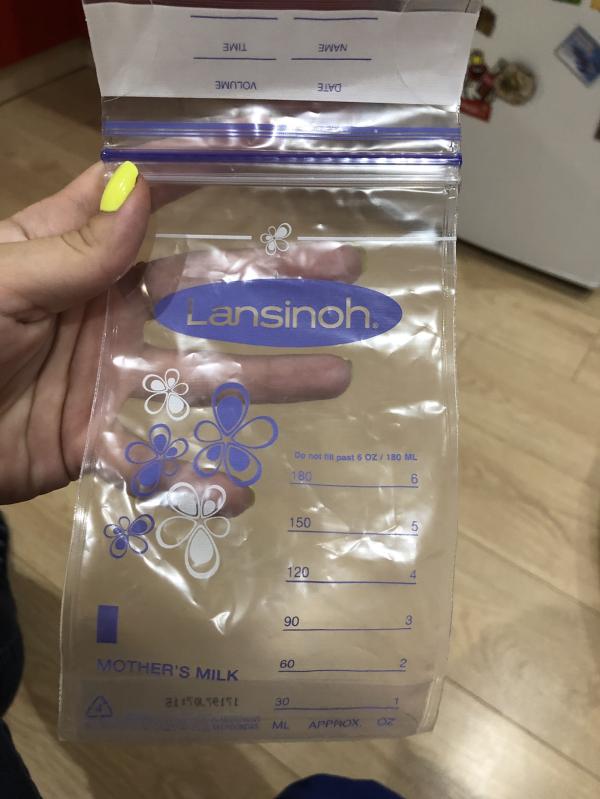 TIME NAME
VOLUME DATE
Lansinoh®
Do not fill past 6 OZ / 180 ML
180 6
150 5
120 4
90 3
60 2
MOTHER'S MILK
30 1
ML APPROX. OZ